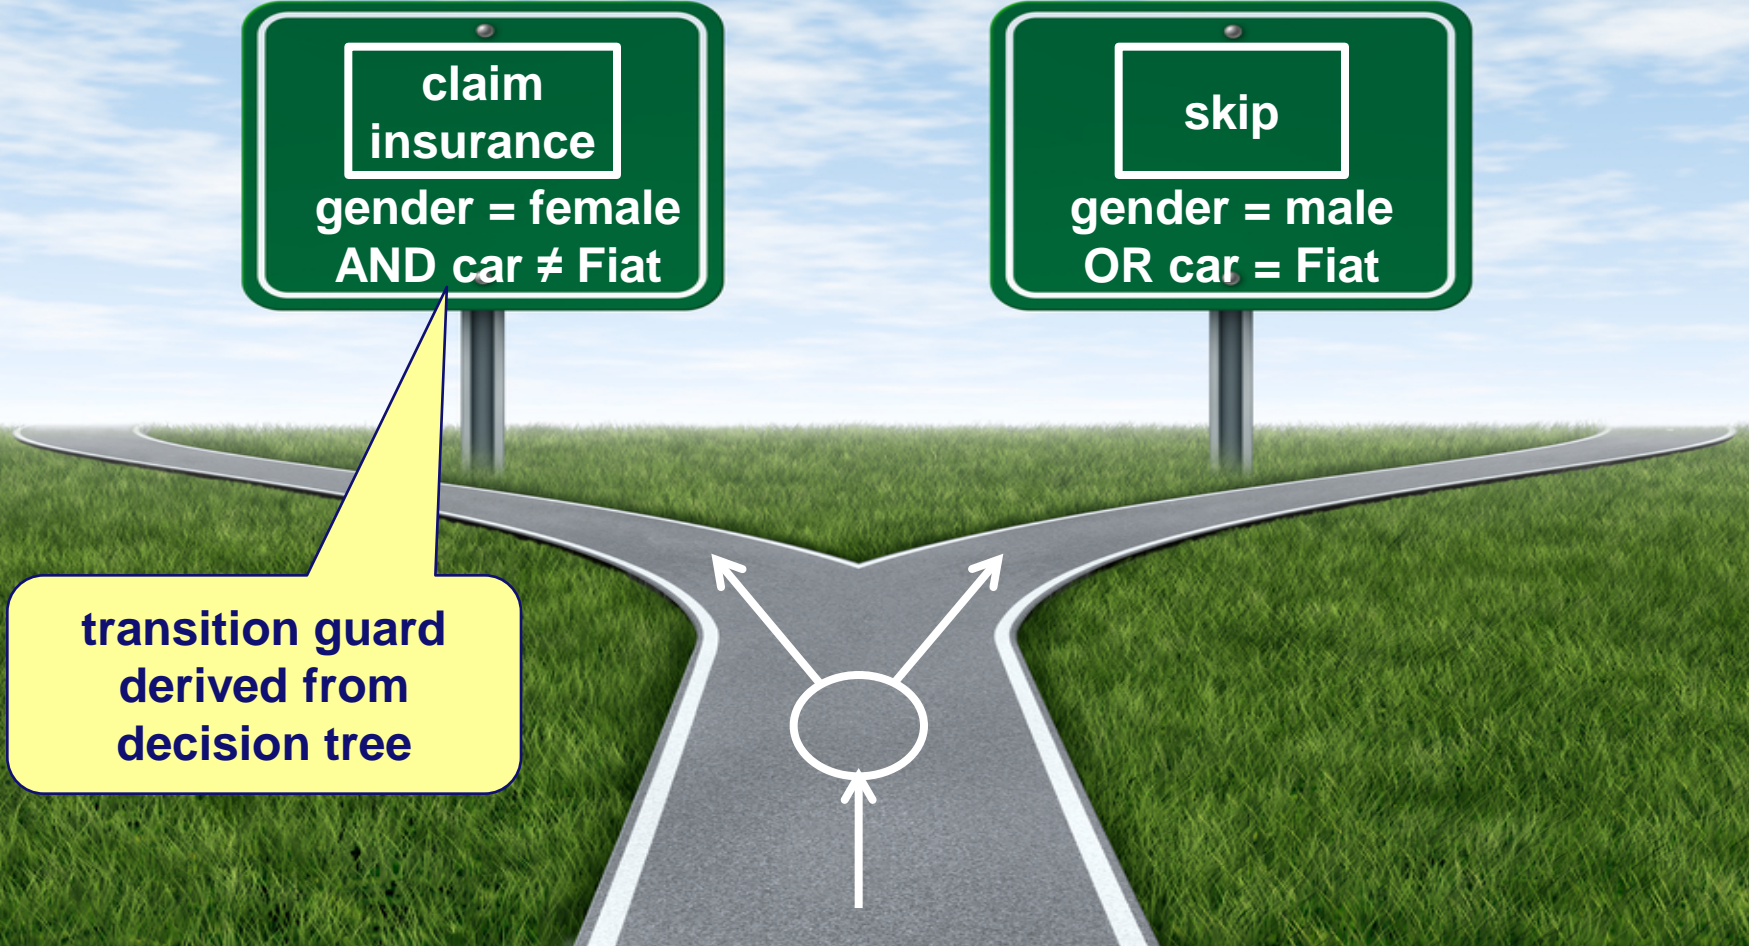 claim
insurance
gender = female
AND car ≠ Fiat
skip
gender = male
OR car = Fiat
transition guard
derived from
decision tree